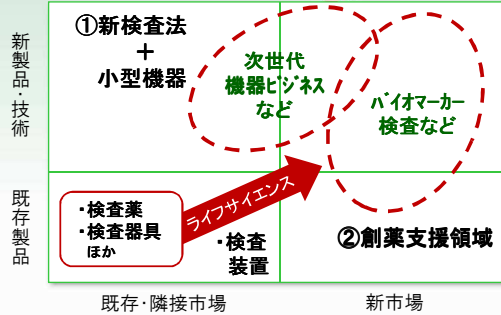 新製品・技術
既存製品
①新検査法
＋
小型機器
次世代
機器ﾋﾞｼﾞﾈｽ
など
ﾊﾞイオマーカー
検査など
・検査薬
・検査器具
ほか
ライフサイエンス
・検査
装置
②創薬支援領域
既存・隣接市場
新市場